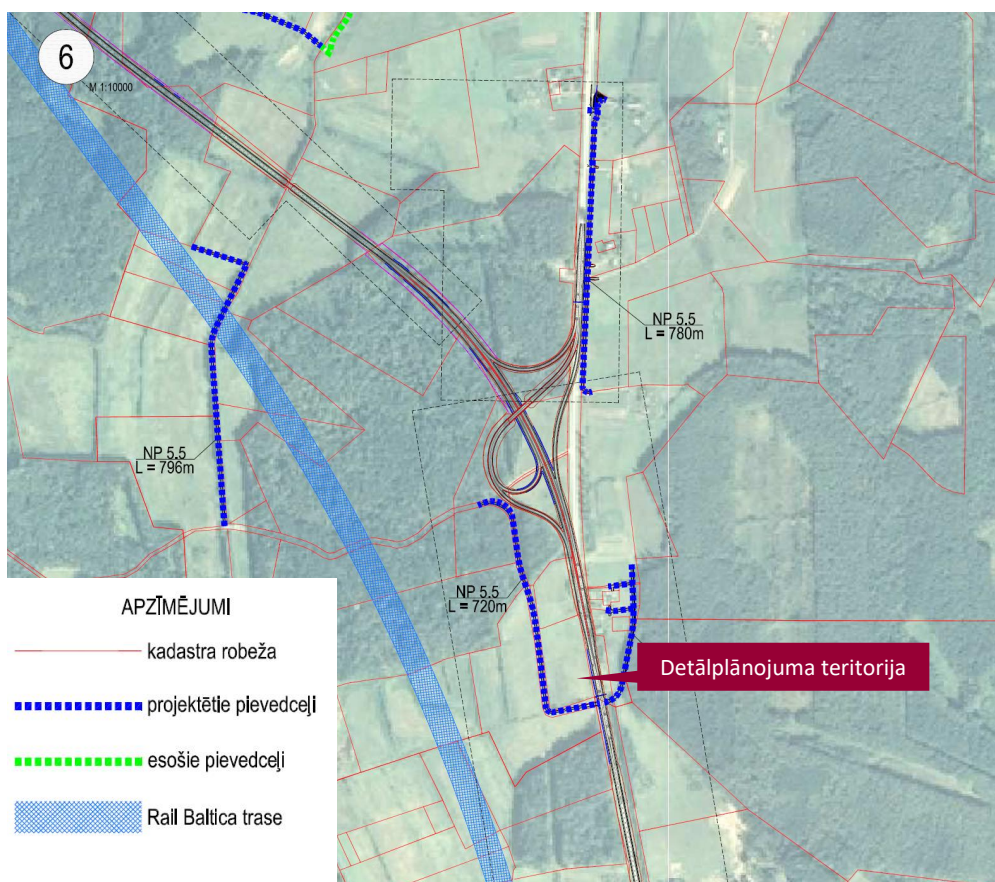 6
M 1:10000
NP 5.5
L = 780m
NP 5.5
L = 796m
NP 5.5
L = 720m
Detālplānojuma teritorija
APZĪMĒJUMI
kadastra robeža
projektētie pievedceļi
esošie pievedceļi
Rail Baltica trase